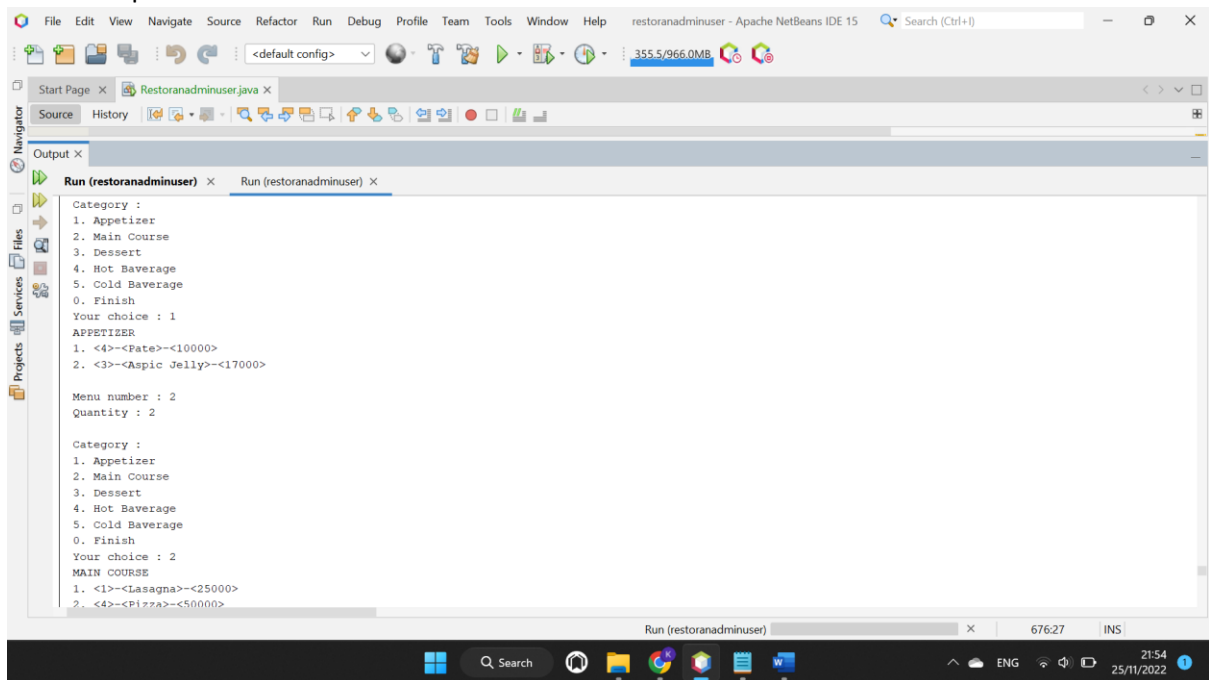 File Edit View Navigate Source Refactor Run Debug Profile Team Tools Window Help restoranadminuser - Apache NetBeans IDE 15 Search (Ctrl+I)
<default config> 355.5/966.0MB
Start Page Restoranadminuser.java
Source History
Navigator
Output
Run (restoranadminuser) Run (restoranadminuser)
Files
Services
Projects
Category :
1. Appetizer
2. Main Course
3. Dessert
4. Hot Baverage
5. Cold Baverage
0. Finish
Your choice : 1
APPETIZER
1. <4>-<Pate>-<10000>
2. <3>-<Aspic Jelly>-<17000>
Menu number : 2
Quantity : 2
Category :
1. Appetizer
2. Main Course
3. Dessert
4. Hot Baverage
5. Cold Baverage
0. Finish
Your choice : 2
MAIN COURSE
1. <1>-<Lasagna>-<25000>
2. <4>-<Pizza>-<50000>
Run (restoranadminuser) 676:27 INS
Search ENG 21:54
25/11/2022 1